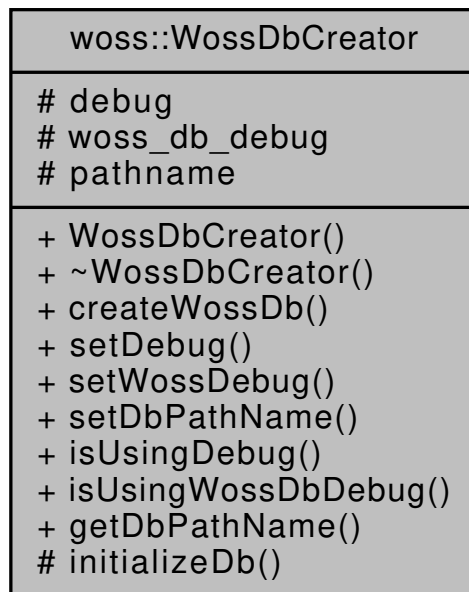 woss::WossDbCreator
# debug
# woss_db_debug
# pathname
+ WossDbCreator()
+ ~WossDbCreator()
+ createWossDb()
+ setDebug()
+ setWossDebug()
+ setDbPathName()
+ isUsingDebug()
+ isUsingWossDbDebug()
+ getDbPathName()
# initializeDb()